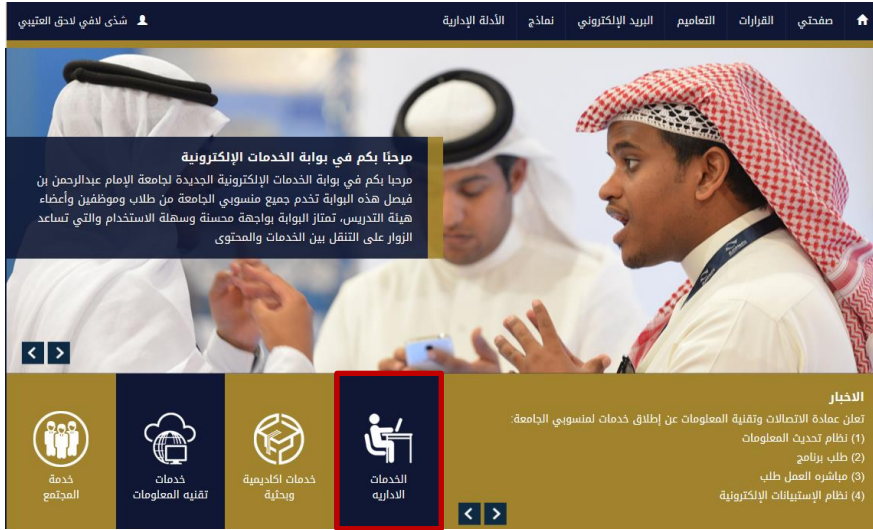 صفحتي
القرارات
التعاميم
البريد الإلكتروني
نماذج
الأدلة الإدارية
شذى لافي لاحق العتيبي
مرحبًا بكم في بوابة الخدمات الإلكترونية
مرحبا بكم في بوابة الخدمات الإلكترونية الجديدة لجامعة الإمام عبدالرحمن بن
فيصل هذه البوابة تخدم جميع منسوبي الجامعة من طلاب وموظفين وأعضاء
هيئة التدريس، تمتاز البوابة بواجهة محسنة وسهلة الاستخدام والتي تساعد
الزوار على التنقل بين الخدمات والمحتوى
الاخبار
تعلن عمادة الاتصالات وتقنية المعلومات عن إطلاق خدمات لمنسوبي الجامعة:
(1) نظام تحديث المعلومات
(2) طلب برنامج
(3) مباشره العمل طلب
(4) نظام الإستبيانات الإلكترونية
الخدمات
الاداريه
خدمات اكاديمية
وبحثية
خدمات
تقنيه المعلومات
خدمة
المجتمع